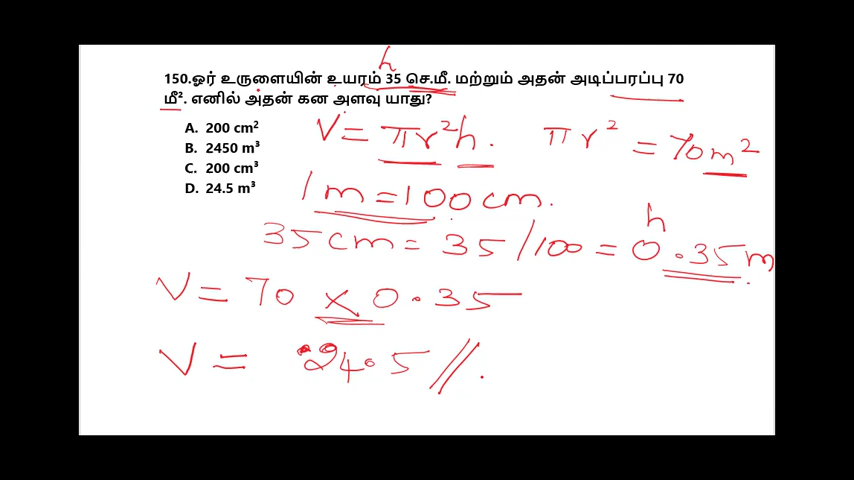 h
150.ஓர் உருளையின் உயரம் 35 செ.மீ. மற்றும் அதன் அடிப்பரப்பு 70
மீ². எனில் அதன் கன அளவு யாது?
A. 200 cm²
B. 2450 m³
C. 200 cm³
D. 24.5 m³
V = πr²h. πr² = 70m²
1m = 100cm.
h
35cm = 35/100 = 0.35m
V = 70 × 0.35
V = 24.5//.